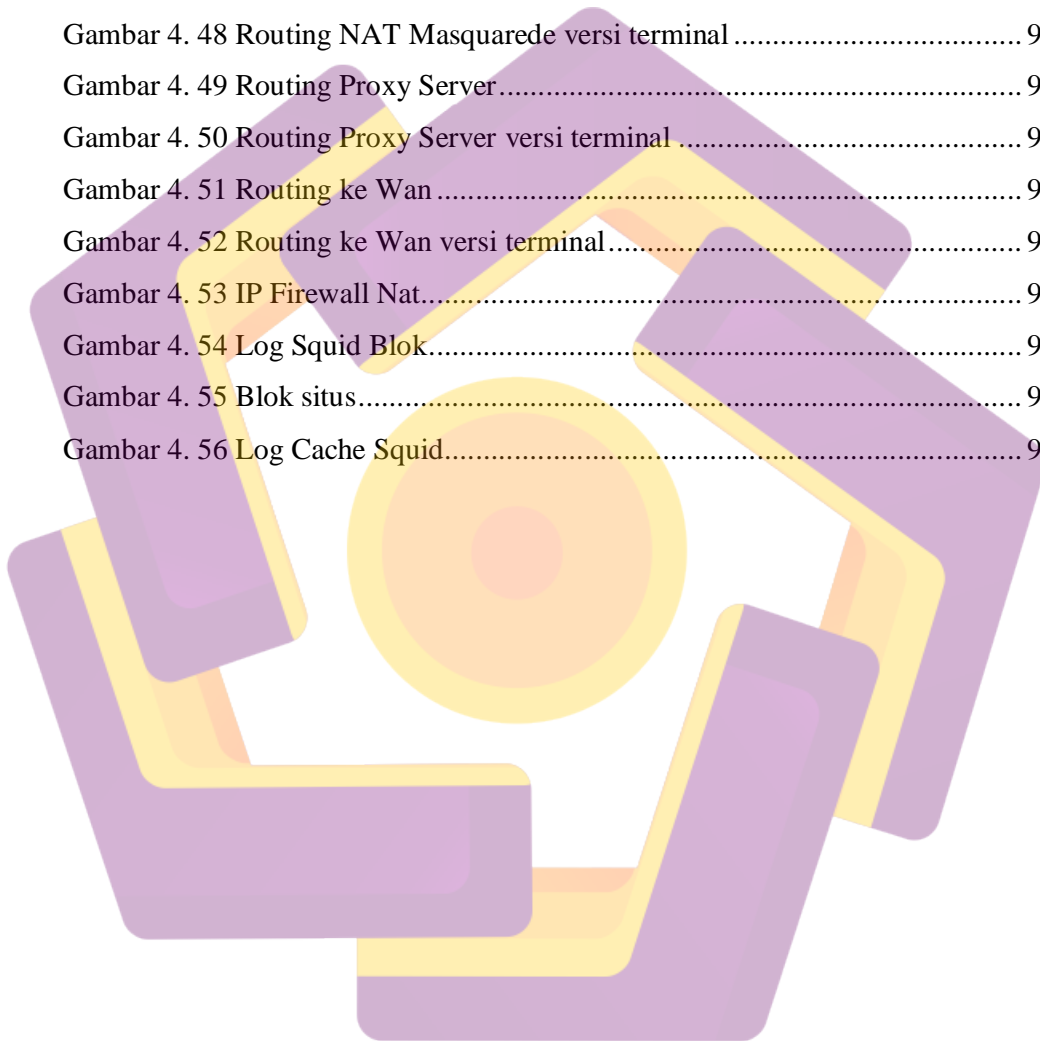 Gambar 4. 48 Routing NAT Masquarede versi terminal .................................. 9
Gambar 4. 49 Routing Proxy Server.................................................................. 9
Gambar 4. 50 Routing Proxy Server versi terminal .......................................... 9
Gambar 4. 51 Routing ke Wan .......................................................................... 9
Gambar 4. 52 Routing ke Wan versi terminal ................................................... 9
Gambar 4. 53 IP Firewall Nat............................................................................ 9
Gambar 4. 54 Log Squid Blok........................................................................... 9
Gambar 4. 55 Blok situs.................................................................................... 9
Gambar 4. 56 Log Cache Squid......................................................................... 9